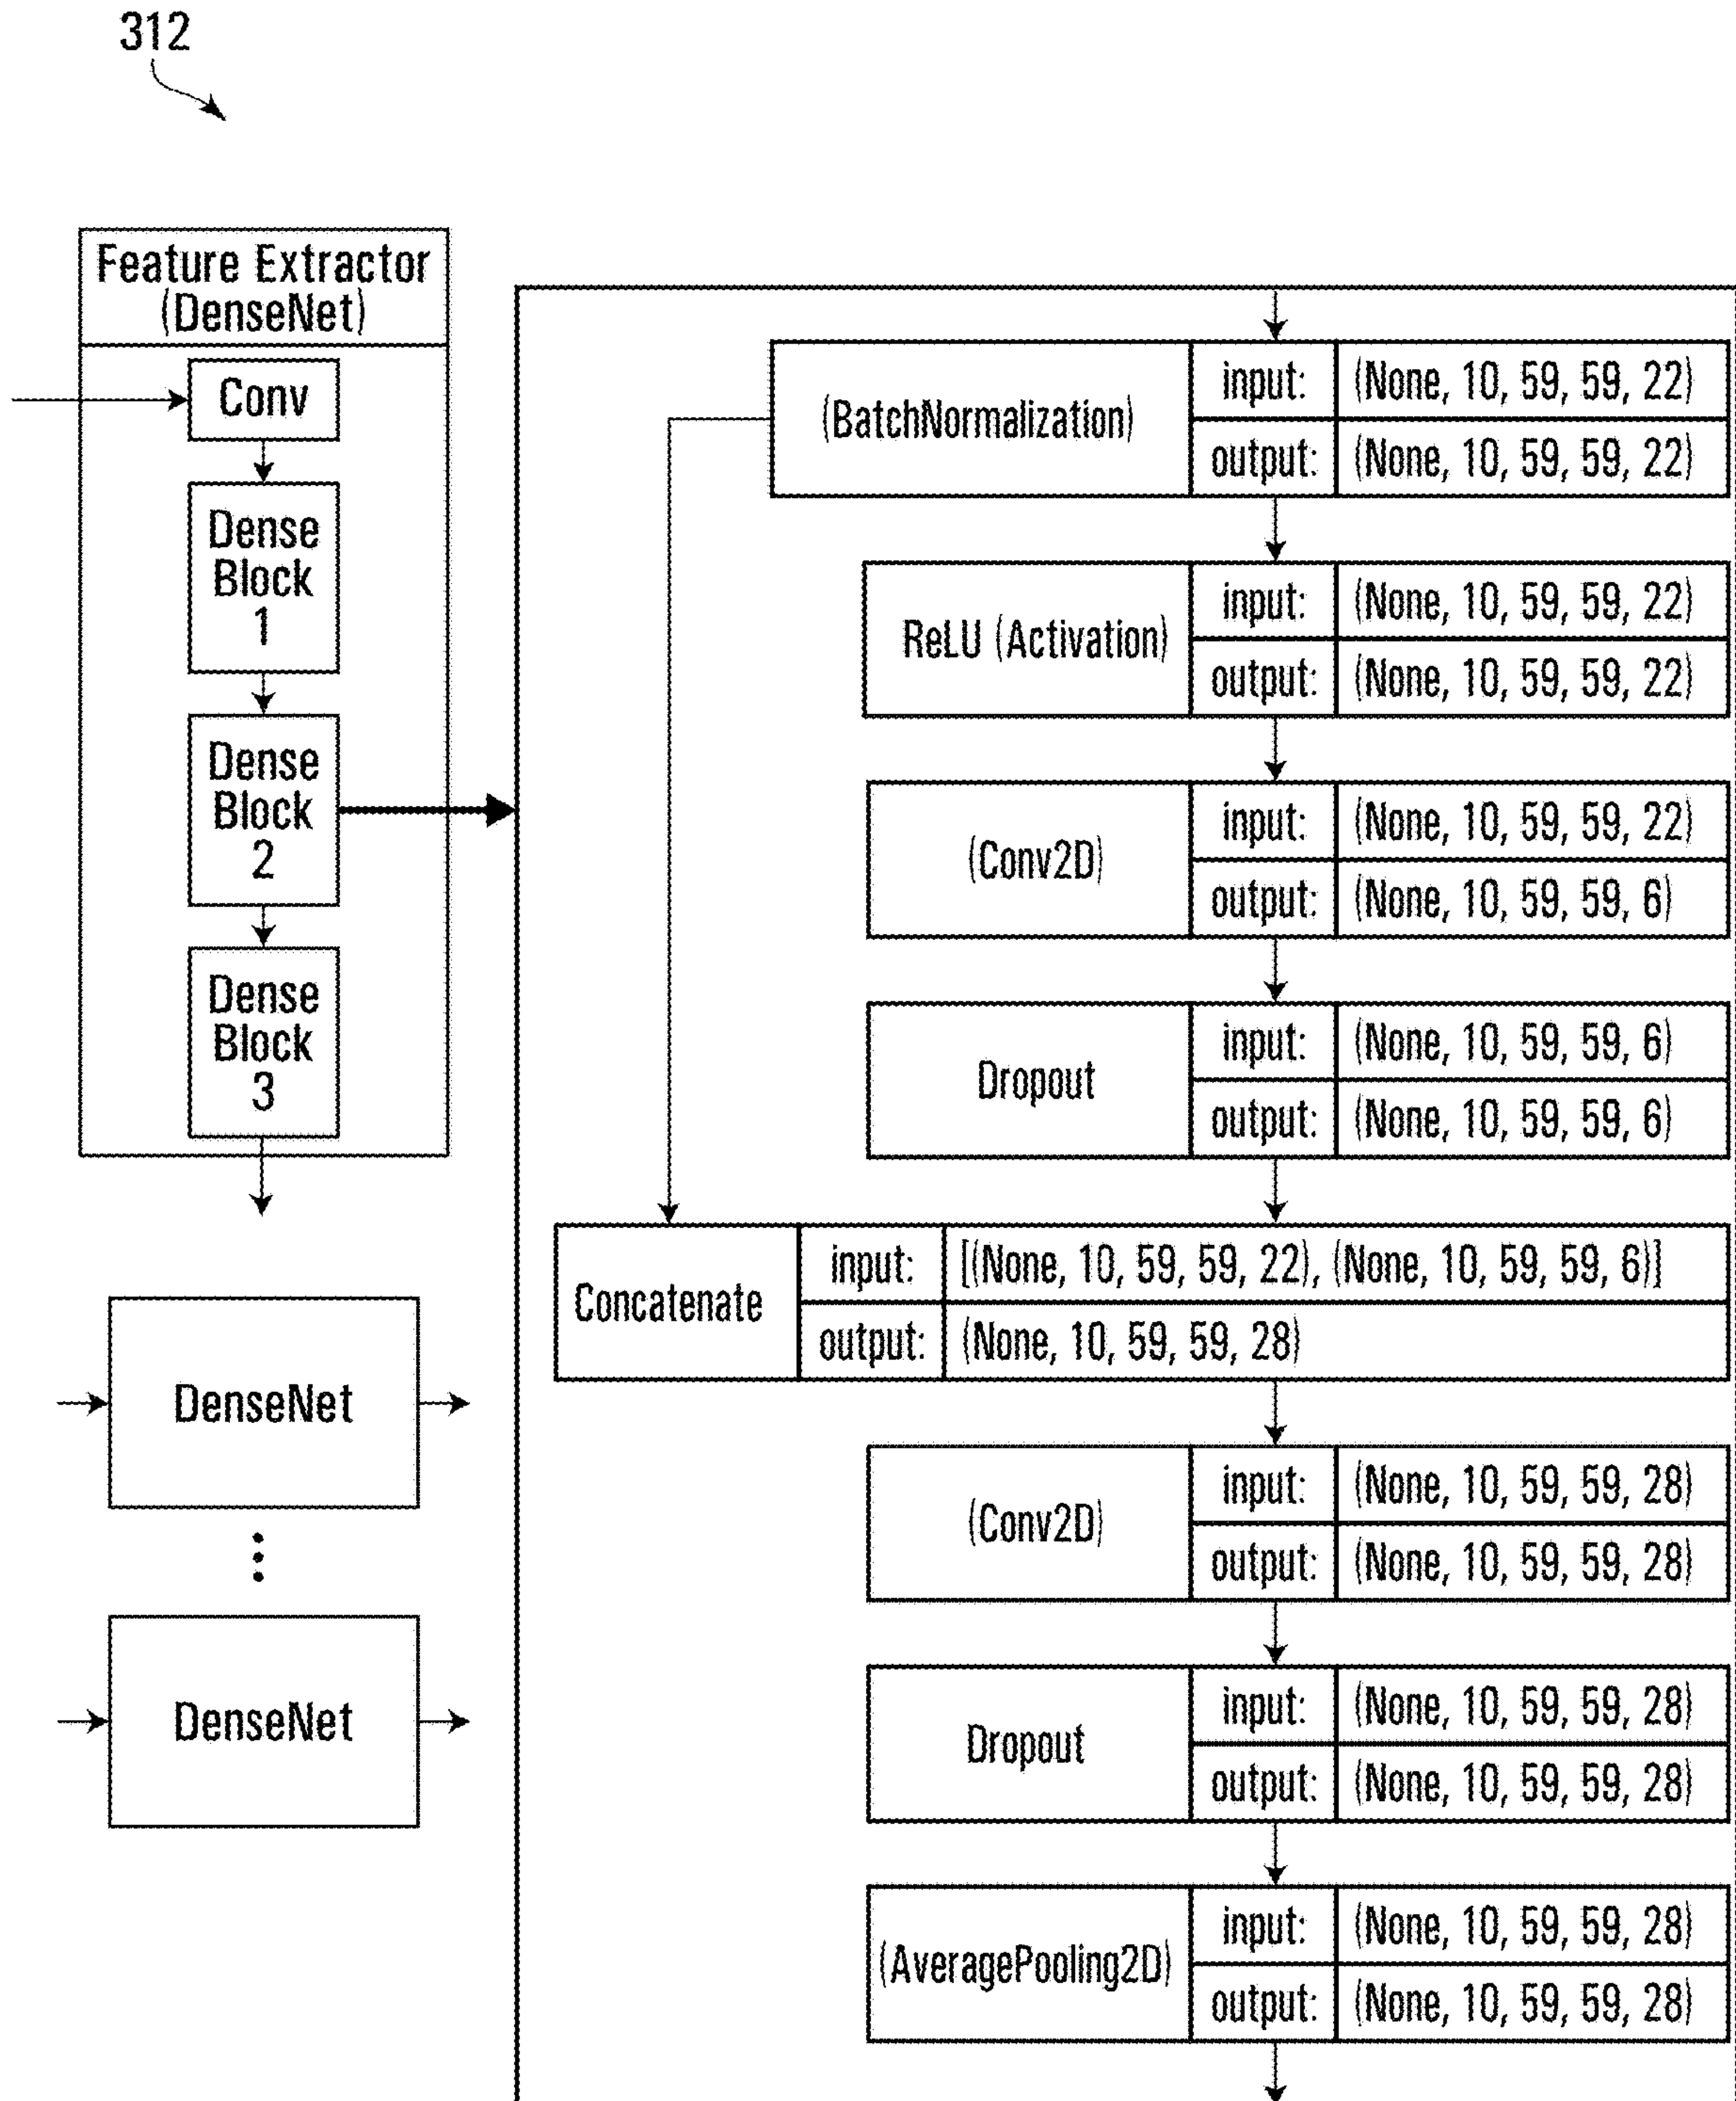 312
Feature Extractor
(DenseNet)
Conv
Dense
Block
1
Dense
Block
2
Dense
Block
3
DenseNet
DenseNet
(BatchNormalization)
input: (None, 10, 59, 59, 22)
output: (None, 10, 59, 59, 22)
ReLU (Activation)
input: (None, 10, 59, 59, 22)
output: (None, 10, 59, 59, 22)
(Conv2D)
input: (None, 10, 59, 59, 22)
output: (None, 10, 59, 59, 6)
Dropout
input: (None, 10, 59, 59, 6)
output: (None, 10, 59, 59, 6)
Concatenate
input: [(None, 10, 59, 59, 22), (None, 10, 59, 59, 6)]
output: (None, 10, 59, 59, 28)
(Conv2D)
input: (None, 10, 59, 59, 28)
output: (None, 10, 59, 59, 28)
Dropout
input: (None, 10, 59, 59, 28)
output: (None, 10, 59, 59, 28)
(AveragePooling2D)
input: (None, 10, 59, 59, 28)
output: (None, 10, 59, 59, 28)